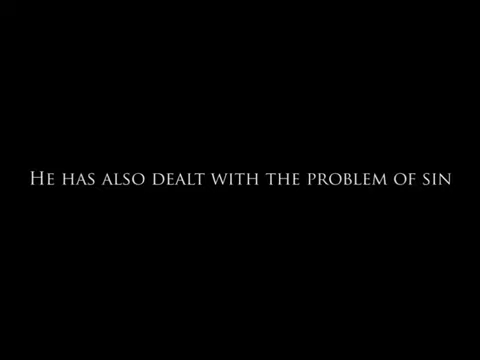 He has also dealt with the problem of sin